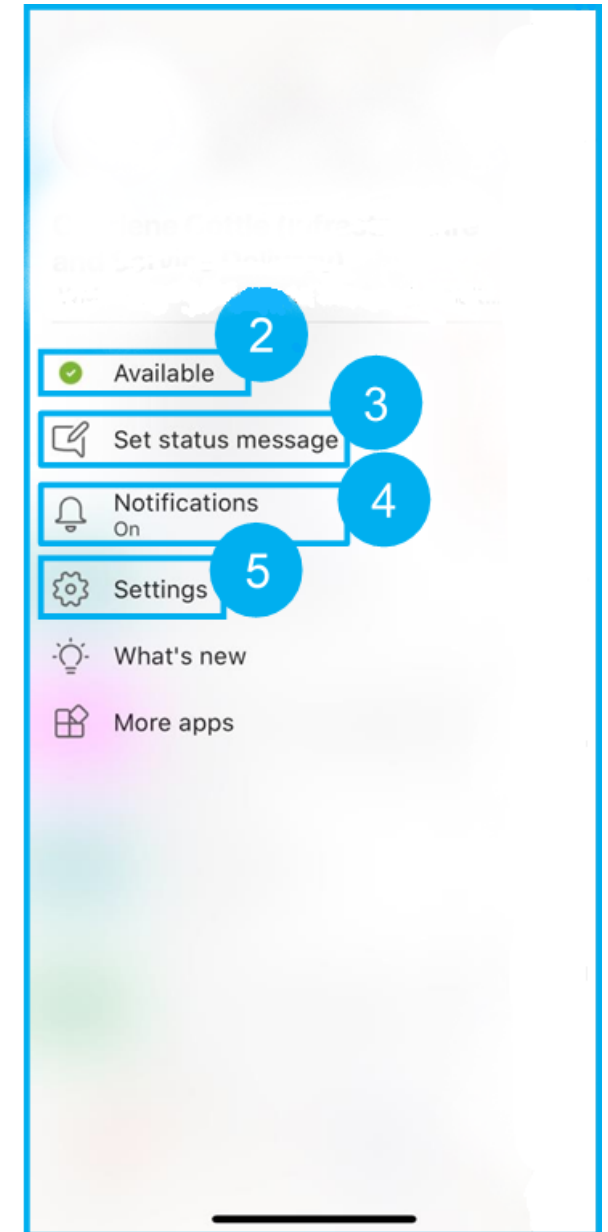 2
Available
3
Set status message
4
Notifications
On
5
Settings
What's new
More apps